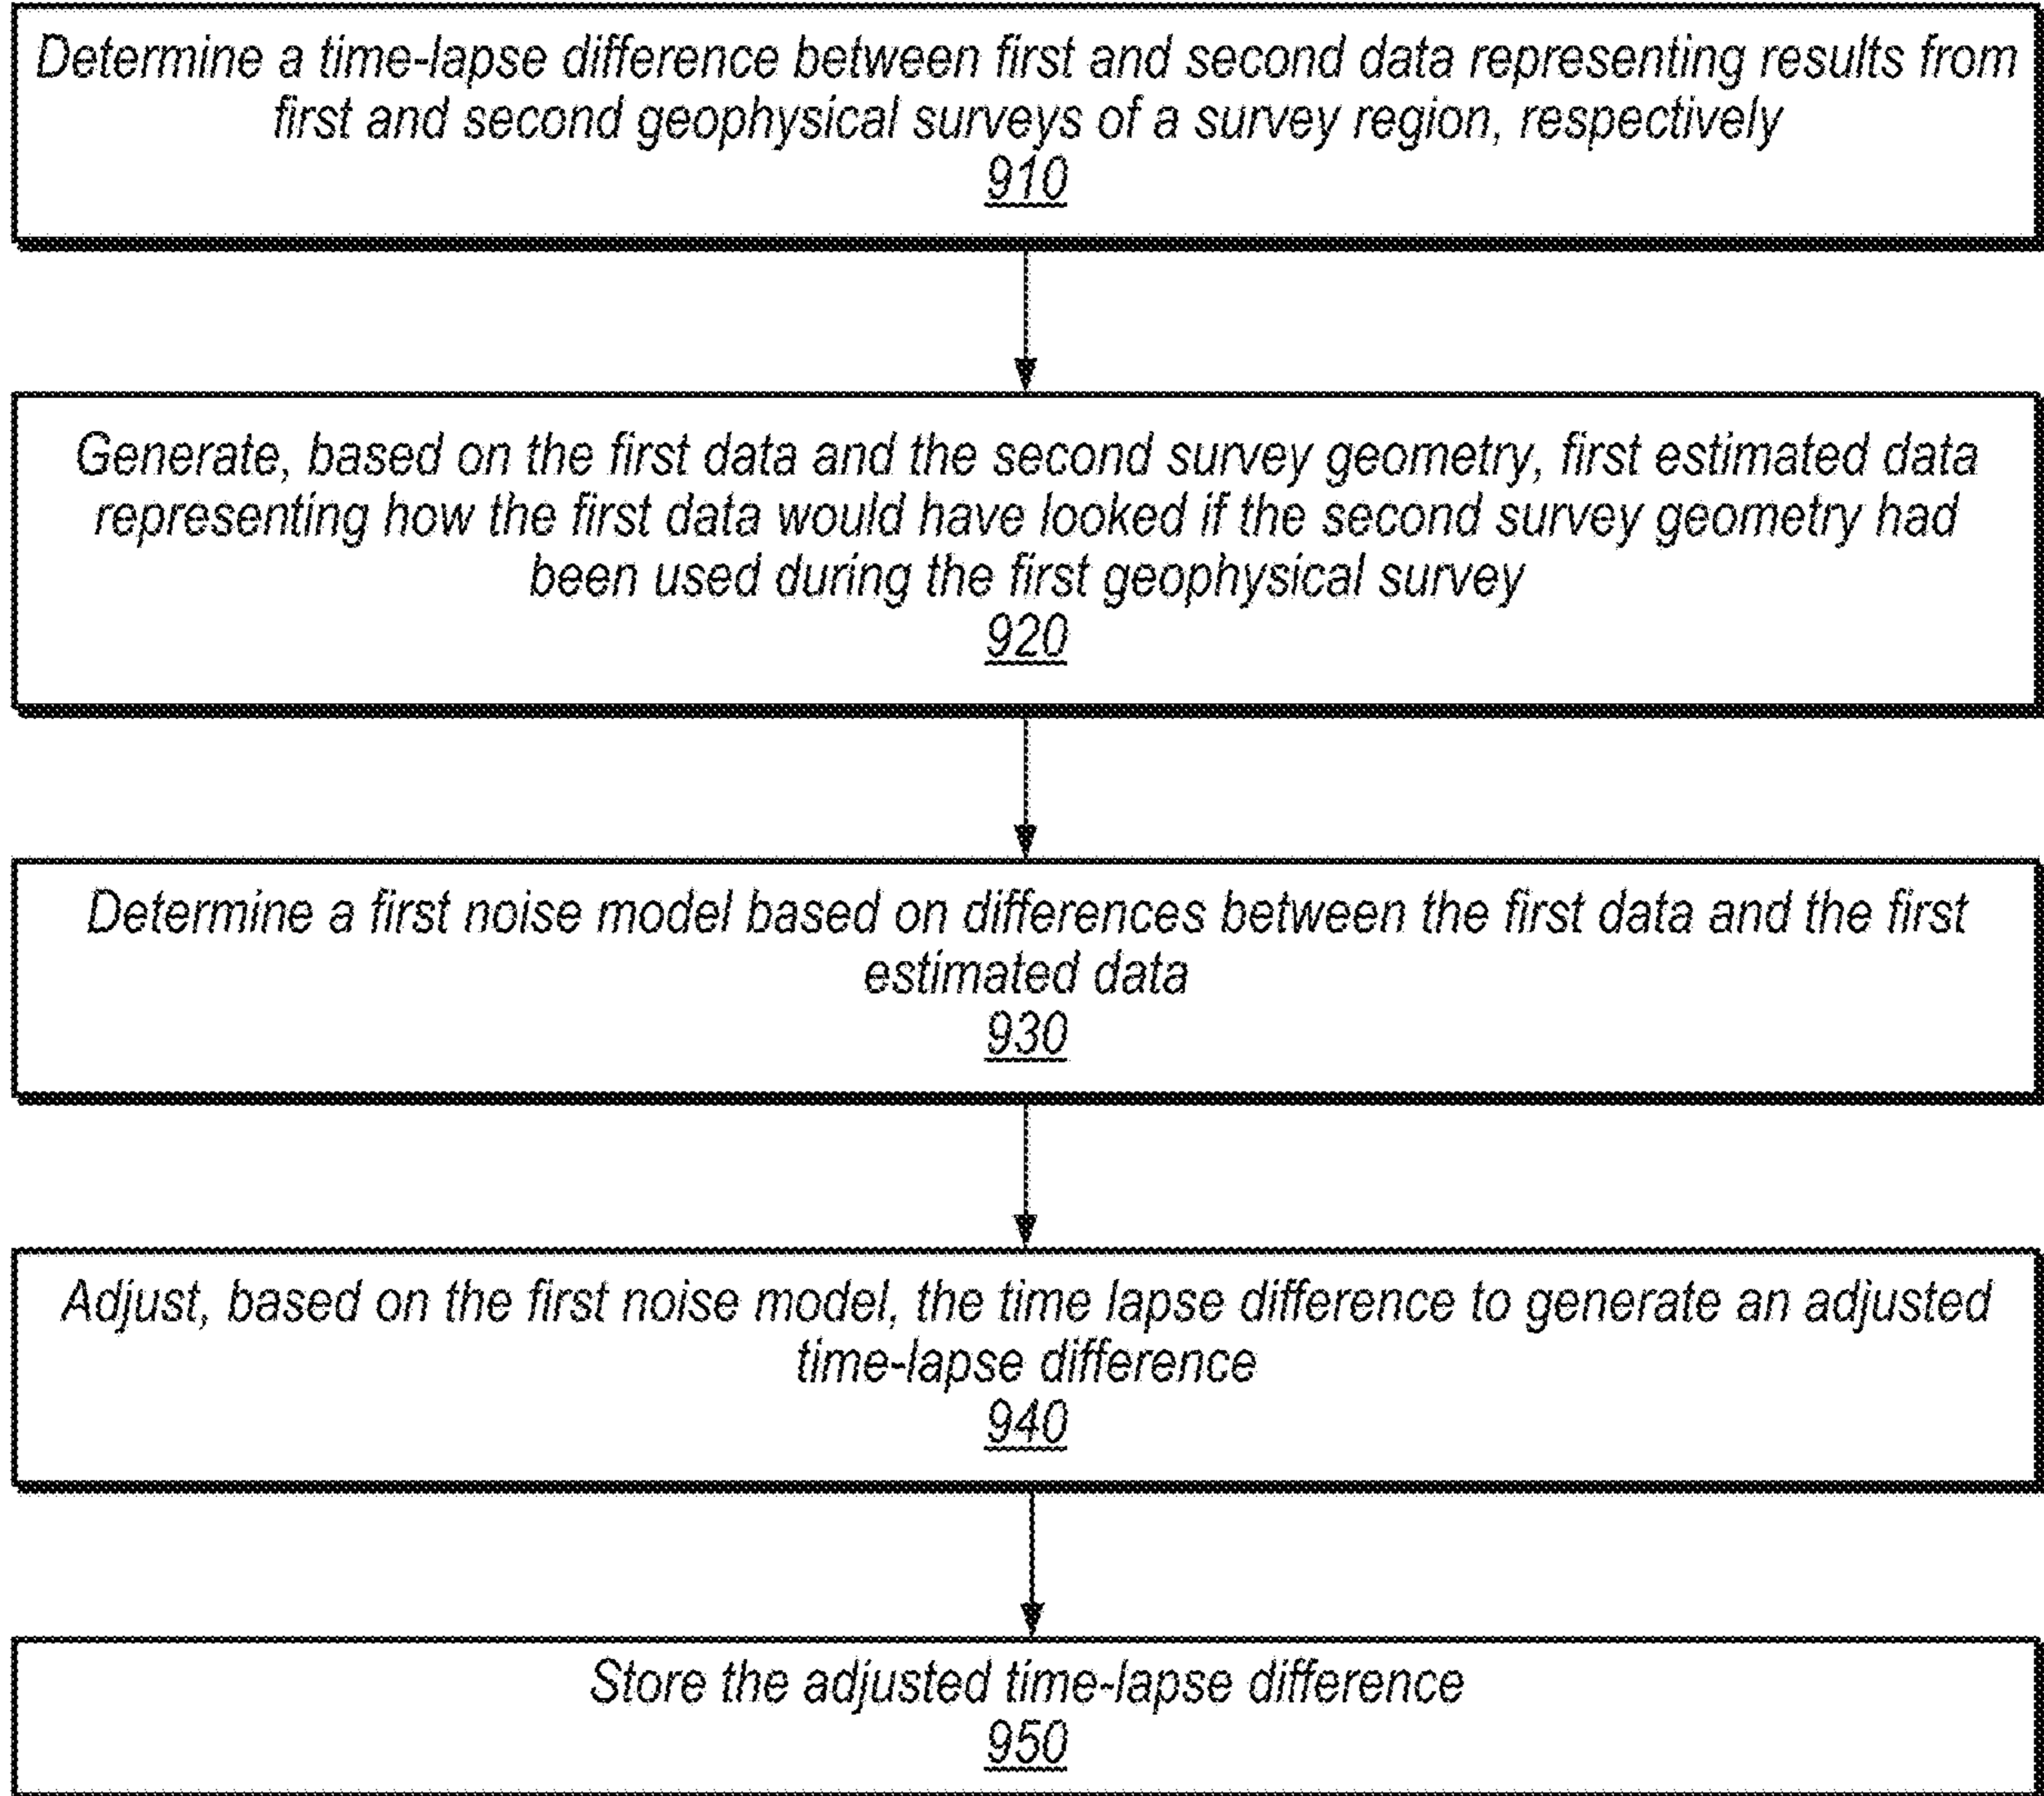 Determine a time-lapse difference between first and second data representing results from
first and second geophysical surveys of a survey region, respectively
910
Generate, based on the first data and the second survey geometry, first estimated data
representing how the first data would have looked if the second survey geometry had
been used during the first geophysical survey
920
Determine a first noise model based on differences between the first data and the first
estimated data
930
Adjust, based on the first noise model, the time lapse difference to generate an adjusted
time-lapse difference
940
Store the adjusted time-lapse difference
950